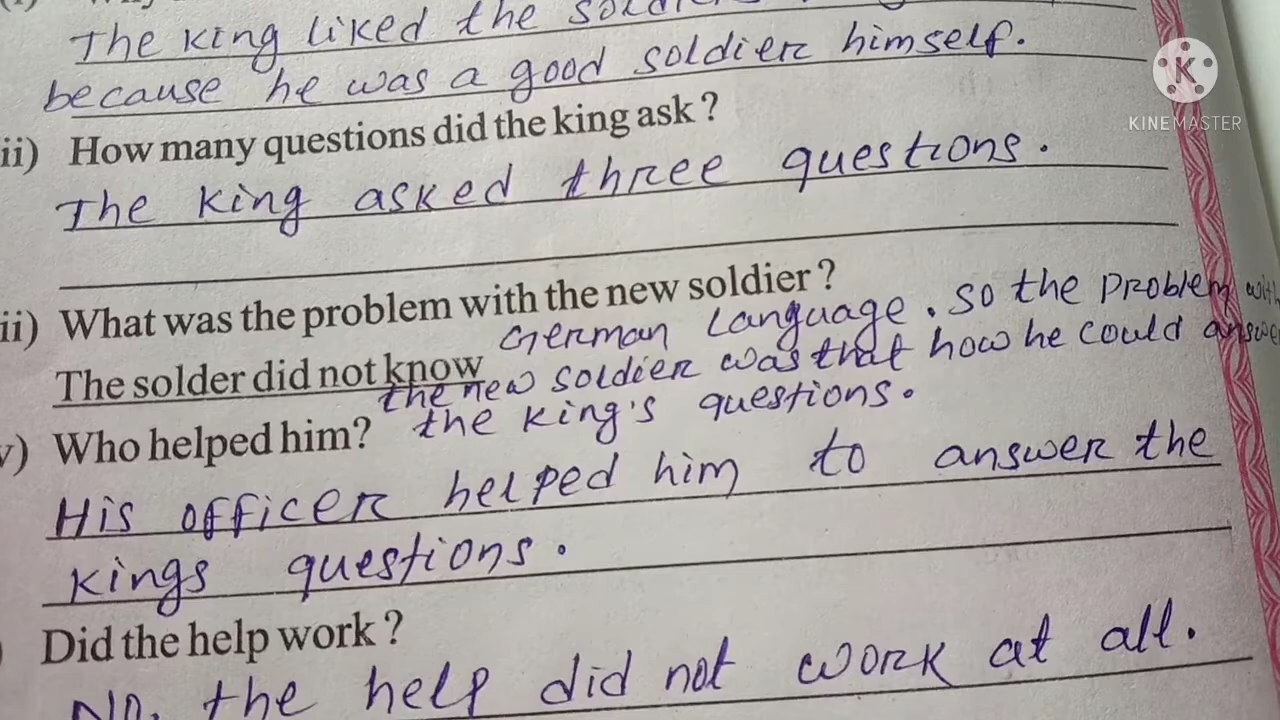 The king liked the
because he was a good soldier himself.
KINEMASTER
ii) How many questions did the king ask ?
The king asked three questions.
ii) What was the problem with the new soldier ?
The solder did not know German Language. So the problem with
the new soldier was that how he could answer
the king's questions.
v) Who helped him?
His officer helped him to answer the
kings questions.
Did the help work ?
No, the help did not work at all.